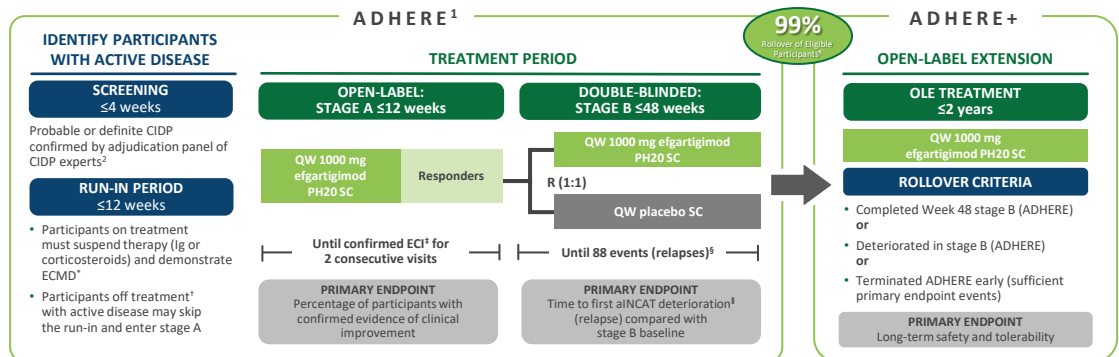 ADHERE¹
IDENTIFY PARTICIPANTS
WITH ACTIVE DISEASE
SCREENING
≤4 weeks
Probable or definite CIDP
confirmed by adjudication panel of
CIDP experts²
RUN-IN PERIOD
≤12 weeks
• Participants on treatment
must suspend therapy (Ig or
corticosteroids) and demonstrate
ECMD*
• Participants off treatment†
with active disease may skip
the run-in and enter stage A
TREATMENT PERIOD
OPEN-LABEL:
STAGE A ≤12 weeks
QW 1000 mg
efgartigimod
PH20 SC
Responders
Until confirmed ECI‡ for
2 consecutive visits
PRIMARY ENDPOINT
Percentage of participants with
confirmed evidence of clinical
improvement
DOUBLE-BLINDED:
STAGE B ≤48 weeks
QW 1000 mg efgartigimod
PH20 SC
R (1:1)
QW placebo SC
Until 88 events (relapses)§
PRIMARY ENDPOINT
Time to first aINCAT deterioration‖
(relapse) compared with
stage B baseline
99%
Rollover of Eligible
Participants¶
ADHERE+
OPEN-LABEL EXTENSION
OLE TREATMENT
≤2 years
QW 1000 mg
efgartigimod PH20 SC
ROLLOVER CRITERIA
• Completed Week 48 stage B (ADHERE)
or
• Deteriorated in stage B (ADHERE)
or
• Terminated ADHERE early (sufficient
primary endpoint events)
PRIMARY ENDPOINT
Long-term safety and tolerability